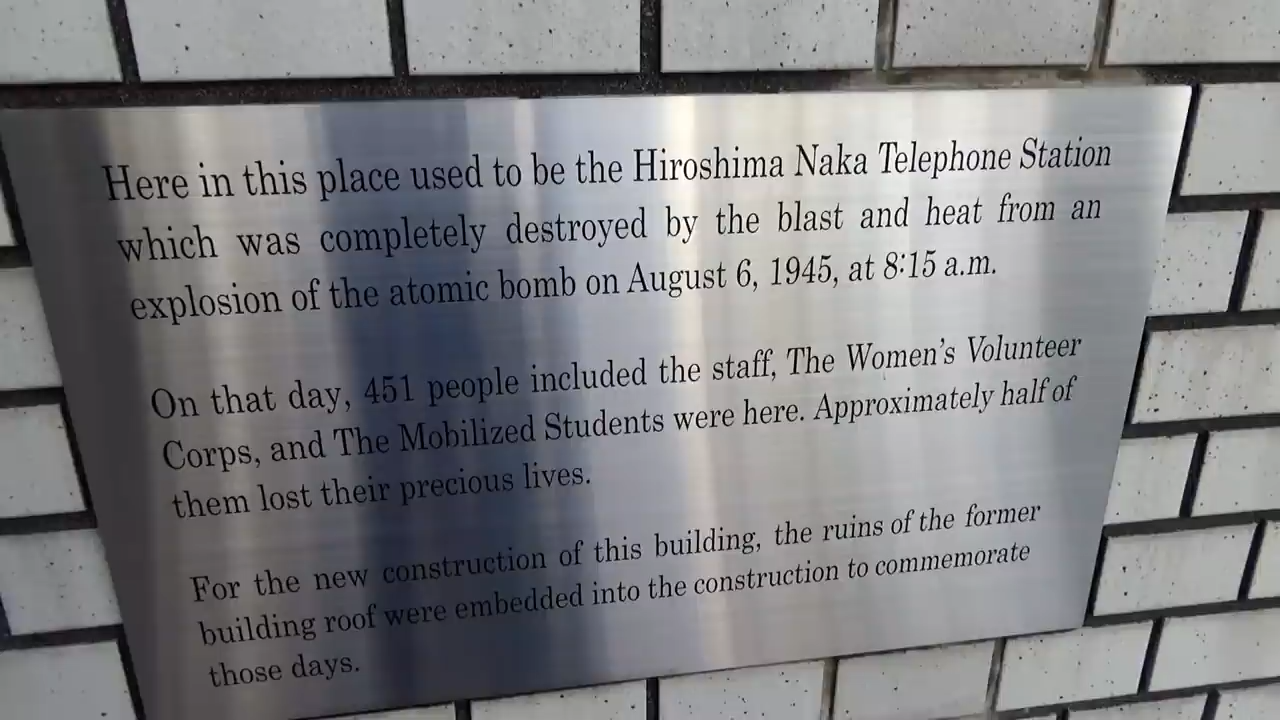 Here in this place used to be the Hiroshima Naka Telephone Station
which was completely destroyed by the blast and heat from an
explosion of the atomic bomb on August 6, 1945, at 8:15 a.m.
On that day, 451 people included the staff, The Women's Volunteer
Corps, and The Mobilized Students were here. Approximately half of
them lost their precious lives.
For the new construction of this building, the ruins of the former
building roof were embedded into the construction to commemorate
those days.